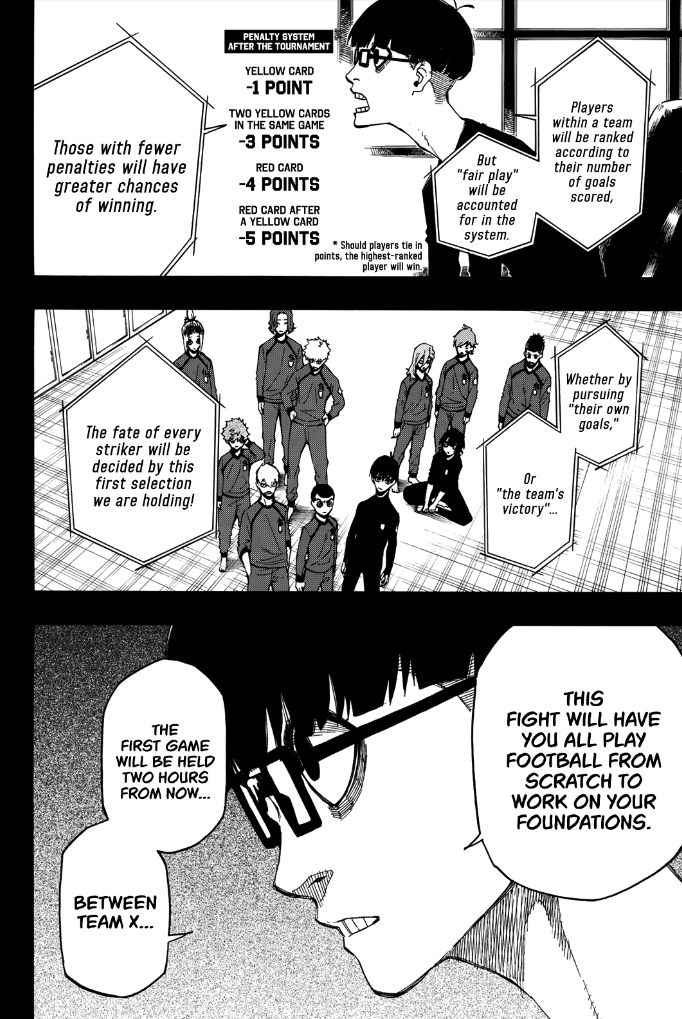 Players
within a team
will be ranked
according to
their number
of goals
scored,
But
"fair play"
will be
accounted
for in the
system.
PENALTY SYSTEM
AFTER THE TOURNAMENT
YELLOW CARD
-1 POINT
TWO YELLOW CARDS
IN THE SAME GAME
-3 POINTS
RED CARD
-4 POINTS
RED CARD AFTER
A YELLOW CARD
-5 POINTS
* Should players tie in
points, the highest-ranked
player will win.
Those with fewer
penalties will have
greater chances
of winning.
Whether by
pursuing
"their own
goals,"
Or
"the team's
victory"...
The fate of every
striker will be
decided by this
first selection
we are holding!
THIS
FIGHT WILL HAVE
YOU ALL PLAY
FOOTBALL FROM
SCRATCH TO
WORK ON YOUR
FOUNDATIONS.
THE
FIRST GAME
WILL BE HELD
TWO HOURS
FROM NOW...
BETWEEN
TEAM X...